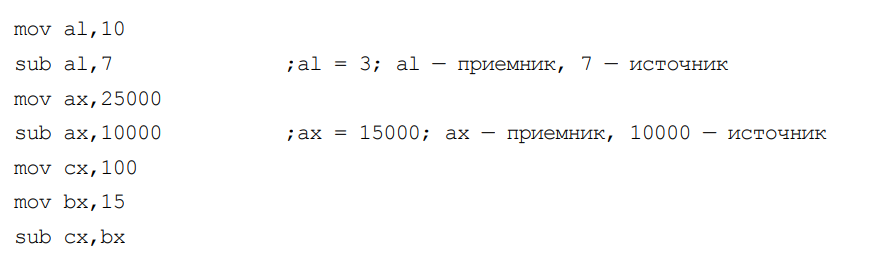 mov al,10
sub al,7 ;al = 3; al — приемник, 7 — источник
mov ax,25000
sub ax,10000 ;ax = 15000; ax — приемник, 10000 — источник
mov cx,100
mov bx,15
sub cx,bx